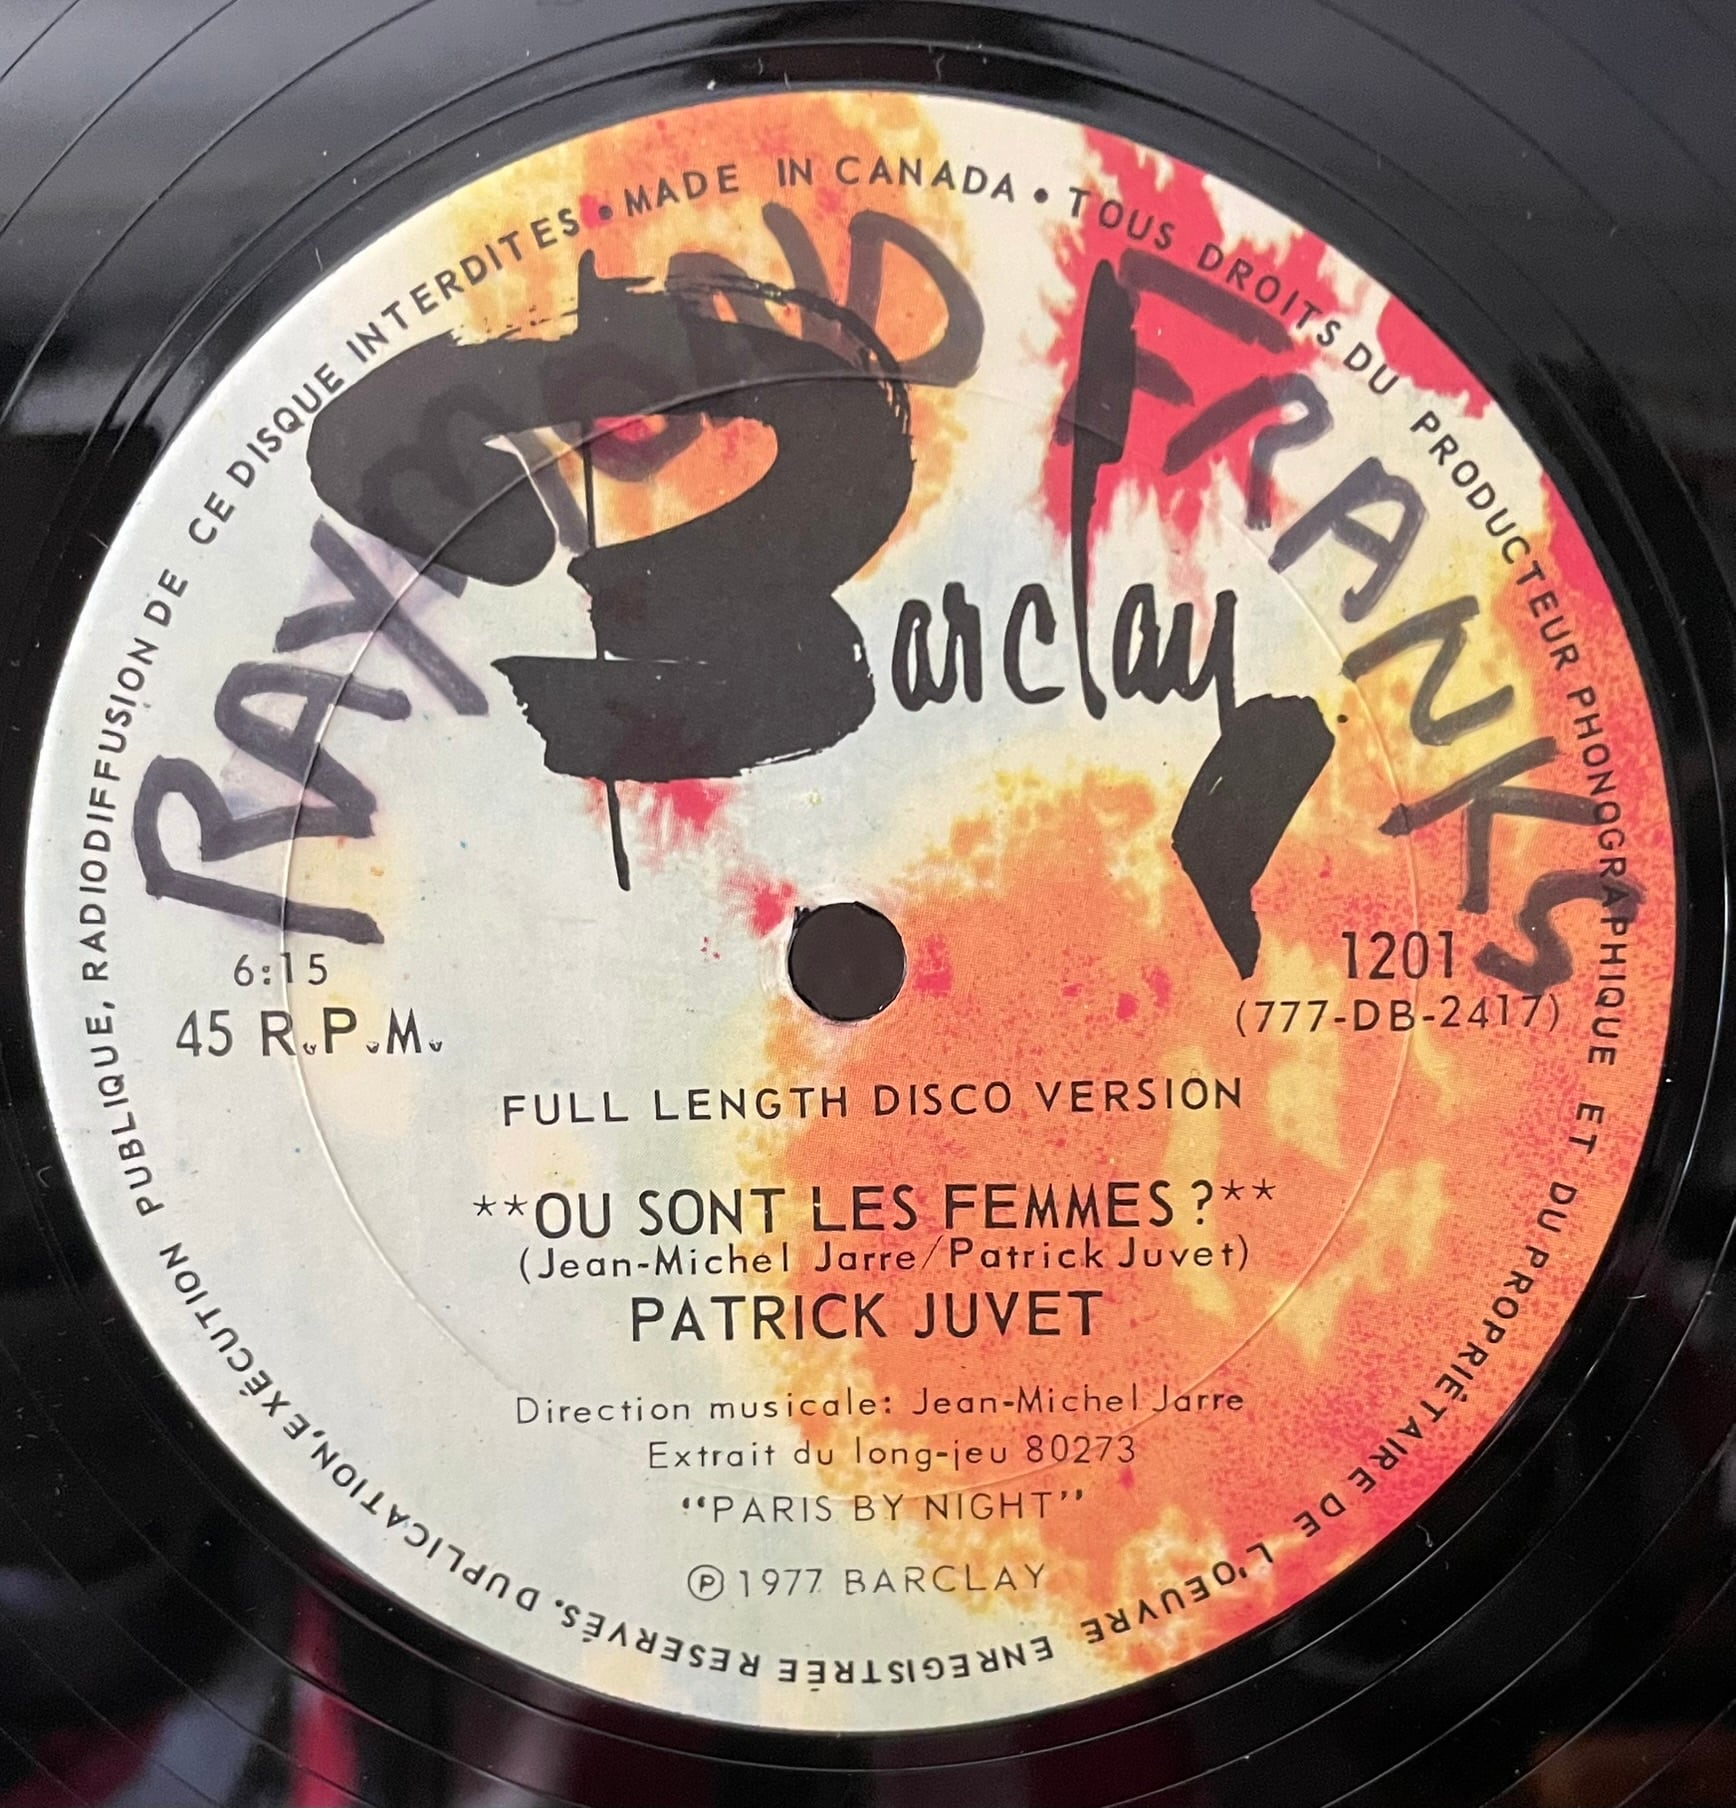 MADE IN CANADA • TOUS DROITS DU PRODUCTEUR PHONOGRAPHIQUE ET DU PROPRIÉTAIRE DE L'OEUVRE ENREGISTRÉE RESERVÉS. DUPLICATION, EXÉCUTION PUBLIQUE, RADIODIFFUSION DE CE DISQUE INTERDITES •
RAYMOND FRANKS
Barclay
6:15
45 R.P.M.
1201
(777-DB-2417)
FULL LENGTH DISCO VERSION
**OU SONT LES FEMMES?**
(Jean-Michel Jarre/Patrick Juvet)
PATRICK JUVET
Direction musicale: Jean-Michel Jarre
Extrait du long-jeu 80273
“PARIS BY NIGHT”
Ⓟ 1977 BARCLAY